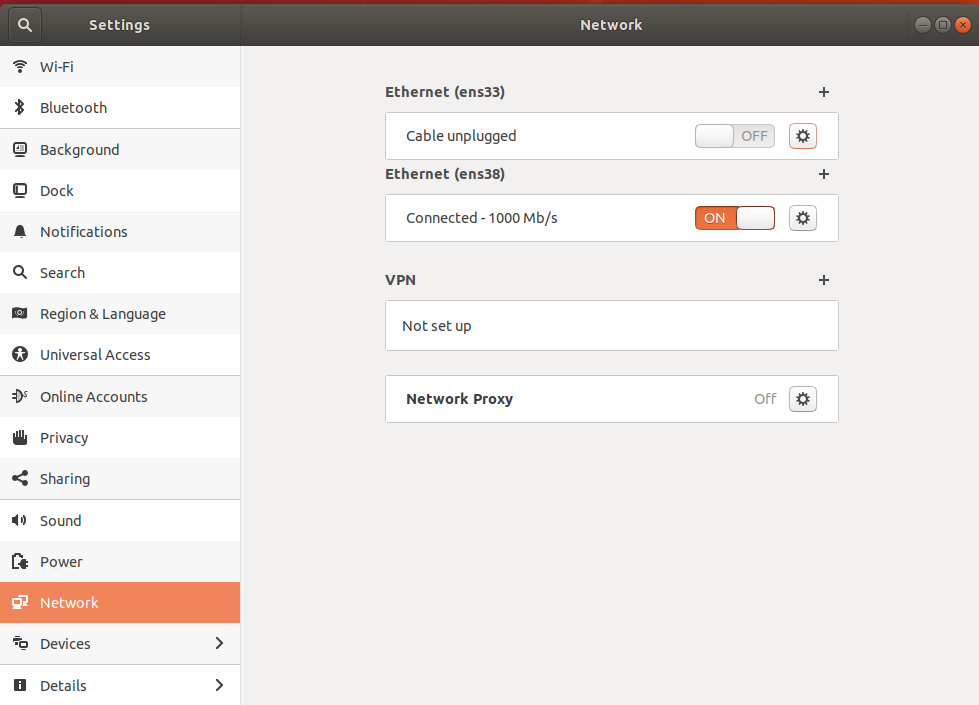 Settings
Network
Wi-Fi
Bluetooth
Background
Dock
Notifications
Search
Region & Language
Universal Access
Online Accounts
Privacy
Sharing
Sound
Power
Network
Devices
Details
Ethernet (ens33)
Cable unplugged OFF
Ethernet (ens38)
Connected - 1000 Mb/s ON
VPN
Not set up
Network Proxy Off